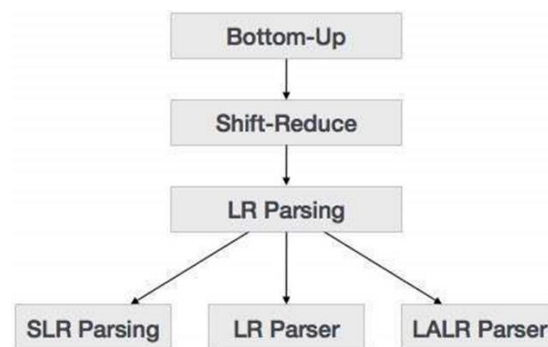 Bottom-Up
Shift-Reduce
LR Parsing
SLR Parsing
LR Parser
LALR Parser